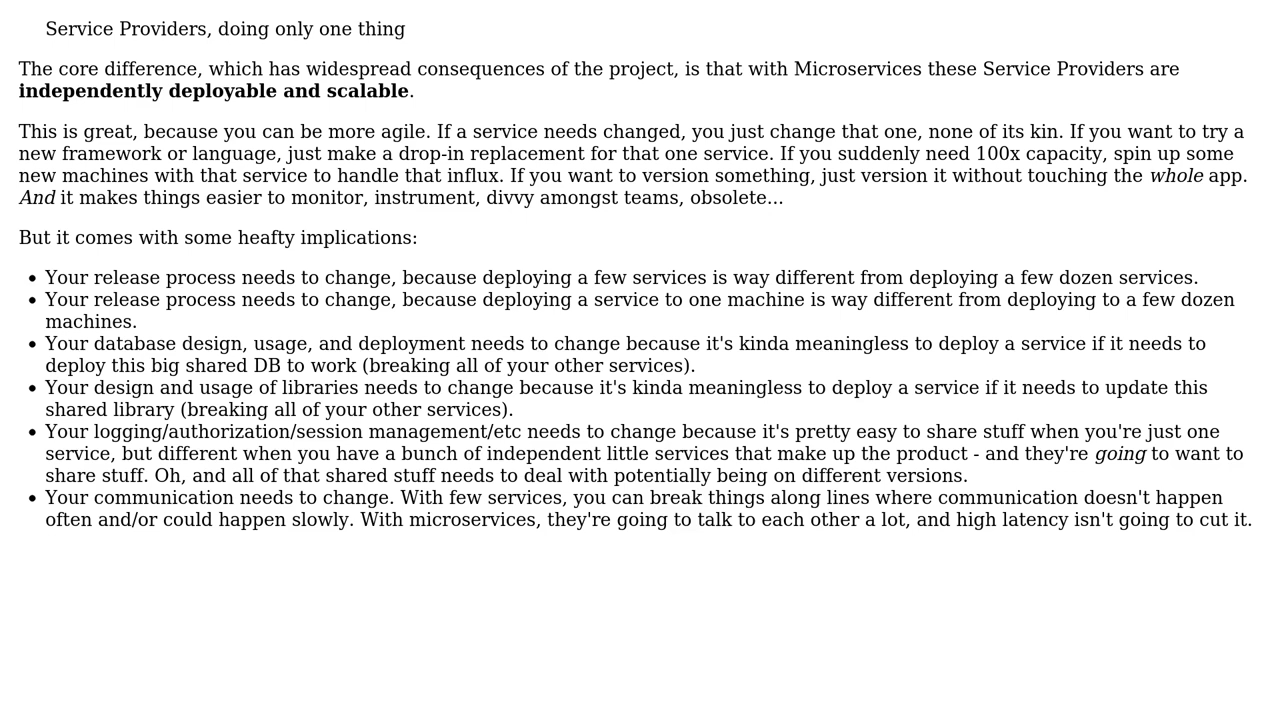 Service Providers, doing only one thing
The core difference, which has widespread consequences of the project, is that with Microservices these Service Providers are
independently deployable and scalable.
This is great, because you can be more agile. If a service needs changed, you just change that one, none of its kin. If you want to try a
new framework or language, just make a drop-in replacement for that one service. If you suddenly need 100x capacity, spin up some
new machines with that service to handle that influx. If you want to version something, just version it without touching the whole app.
And it makes things easier to monitor, instrument, divvy amongst teams, obsolete...
But it comes with some heafty implications:
• Your release process needs to change, because deploying a few services is way different from deploying a few dozen services.
• Your release process needs to change, because deploying a service to one machine is way different from deploying to a few dozen
machines.
• Your database design, usage, and deployment needs to change because it's kinda meaningless to deploy a service if it needs to
deploy this big shared DB to work (breaking all of your other services).
• Your design and usage of libraries needs to change because it's kinda meaningless to deploy a service if it needs to update this
shared library (breaking all of your other services).
• Your logging/authorization/session management/etc needs to change because it's pretty easy to share stuff when you're just one
service, but different when you have a bunch of independent little services that make up the product - and they're going to want to
share stuff. Oh, and all of that shared stuff needs to deal with potentially being on different versions.
• Your communication needs to change. With few services, you can break things along lines where communication doesn't happen
often and/or could happen slowly. With microservices, they're going to talk to each other a lot, and high latency isn't going to cut it.